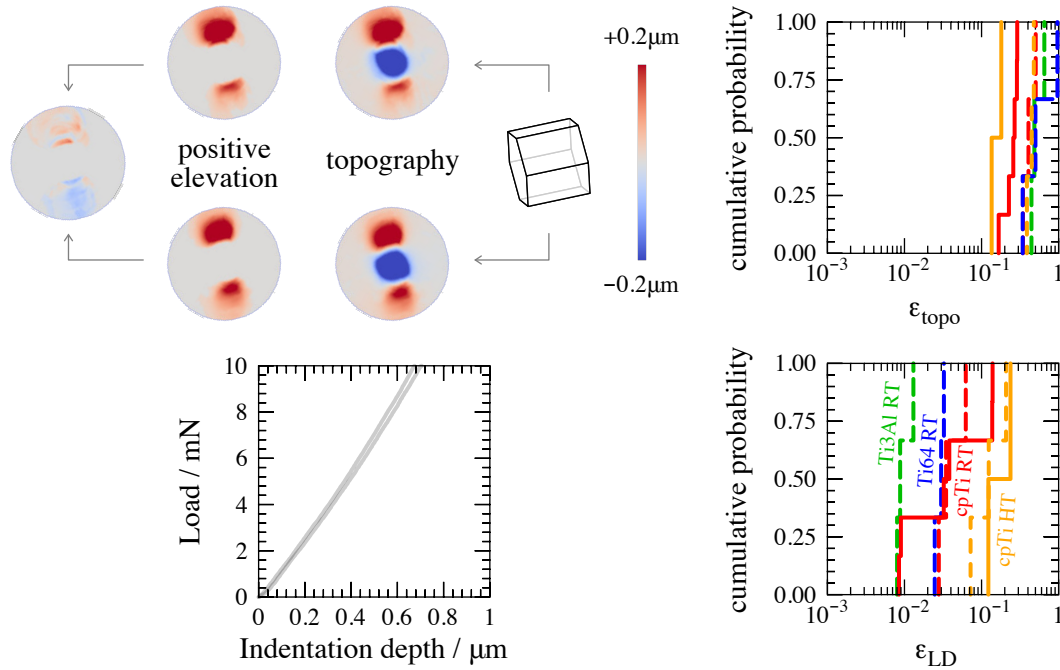 +0.2µm
positive
elevation
topography
−0.2µm
cumulative probability
1.00
0.75
0.50
0.25
0.00
10⁻³
10⁻²
10⁻¹
1
ε_topo
Load / mN
10
8
6
4
2
0
0
0.2
0.4
0.6
0.8
1
Indentation depth / µm
cumulative probability
1.00
0.75
0.50
0.25
0.00
Ti3Al RT
Ti64 RT
cpTi RT
cpTi HT
10⁻³
10⁻²
10⁻¹
1
ε_LD